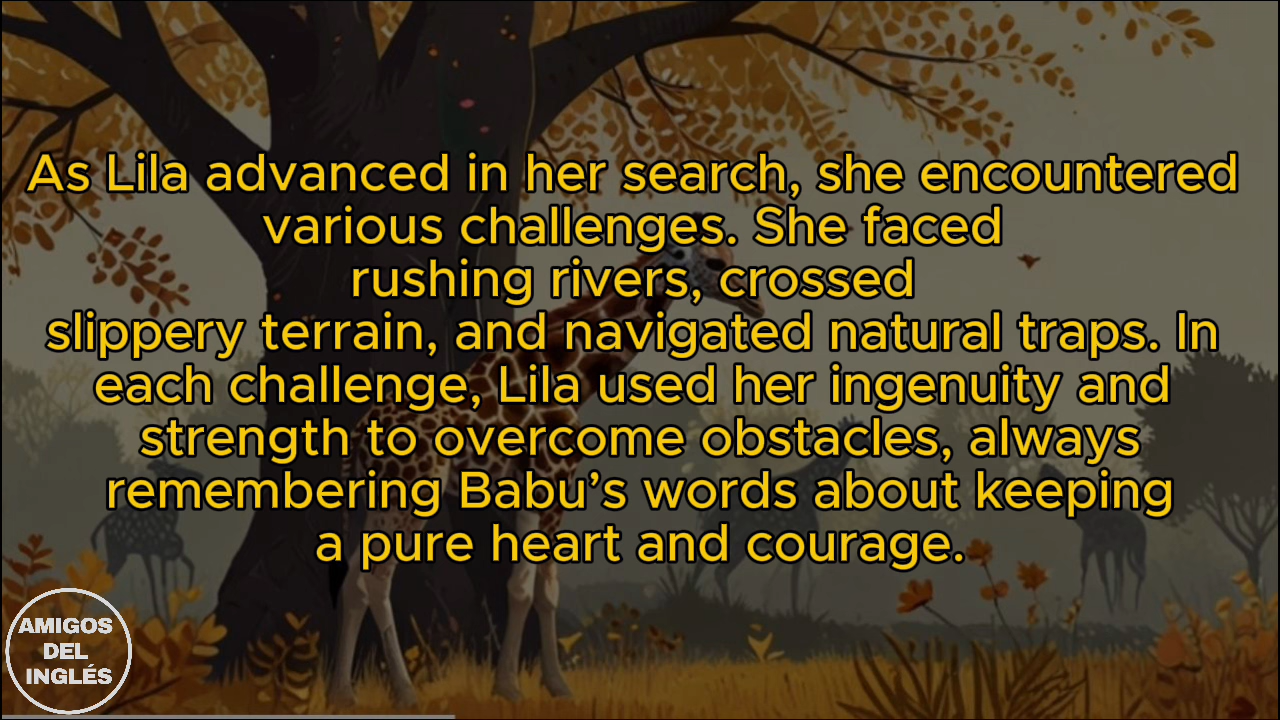 As Lila advanced in her search, she encountered
various challenges. She faced
rushing rivers, crossed
slippery terrain, and navigated natural traps. In
each challenge, Lila used her ingenuity and
strength to overcome obstacles, always
remembering Babu’s words about keeping
a pure heart and courage.
AMIGOS
DEL
INGLÉS